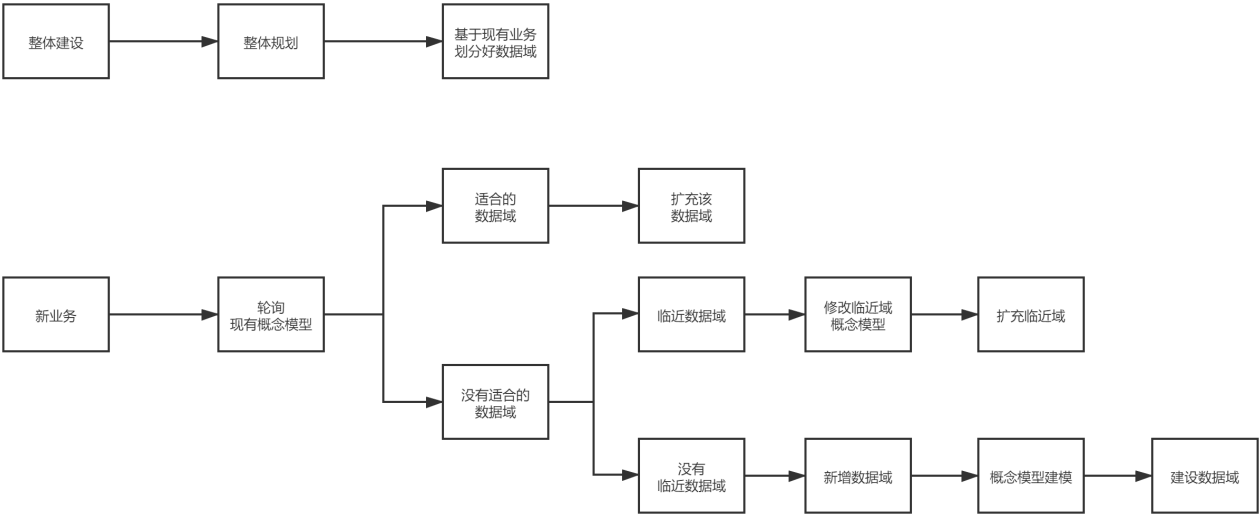 整体建设
整体规划
基于现有业务
划分好数据域
适合的
数据域
扩充该
数据域
新业务
轮询
现有概念模型
临近数据域
修改临近域
概念模型
扩充临近域
没有适合的
数据域
没有
临近数据域
新增数据域
概念模型建模
建设数据域